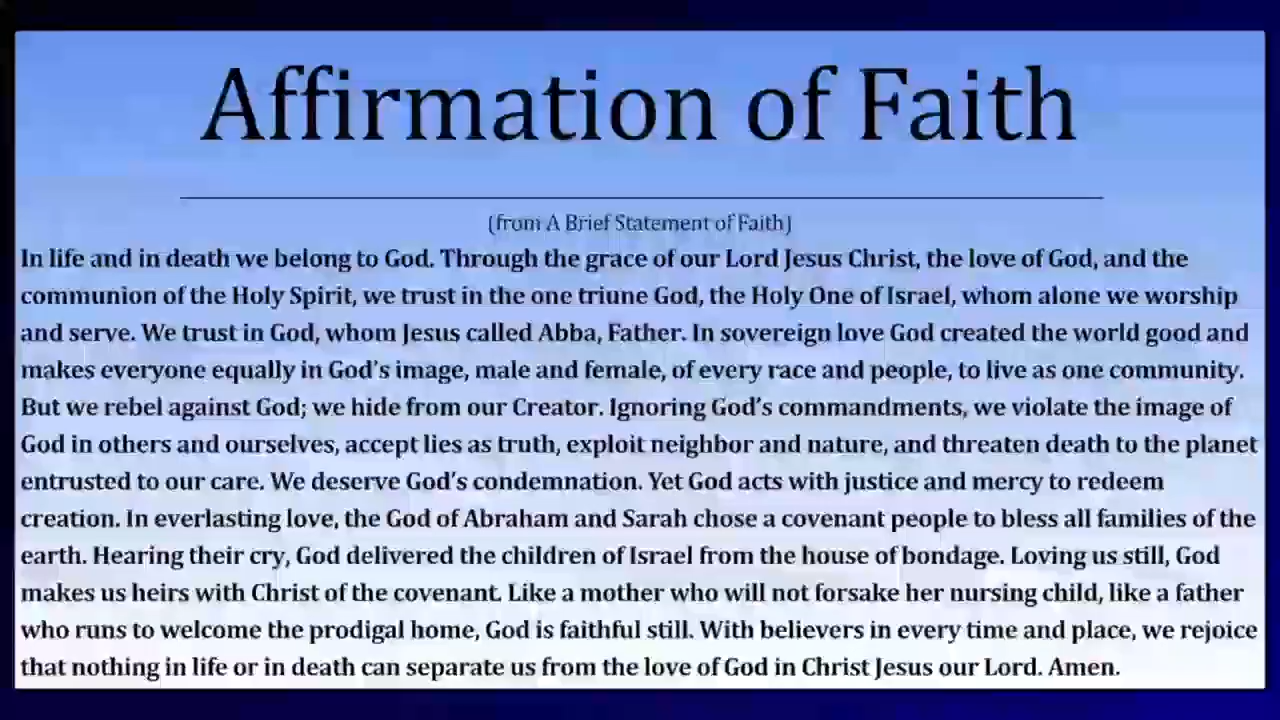 Affirmation of Faith
(from A Brief Statement of Faith)
In life and in death we belong to God. Through the grace of our Lord Jesus Christ, the love of God, and the
communion of the Holy Spirit, we trust in the one triune God, the Holy One of Israel, whom alone we worship
and serve. We trust in God, whom Jesus called Abba, Father. In sovereign love God created the world good and
makes everyone equally in God’s image, male and female, of every race and people, to live as one community.
But we rebel against God; we hide from our Creator. Ignoring God’s commandments, we violate the image of
God in others and ourselves, accept lies as truth, exploit neighbor and nature, and threaten death to the planet
entrusted to our care. We deserve God’s condemnation. Yet God acts with justice and mercy to redeem
creation. In everlasting love, the God of Abraham and Sarah chose a covenant people to bless all families of the
earth. Hearing their cry, God delivered the children of Israel from the house of bondage. Loving us still, God
makes us heirs with Christ of the covenant. Like a mother who will not forsake her nursing child, like a father
who runs to welcome the prodigal home, God is faithful still. With believers in every time and place, we rejoice
that nothing in life or in death can separate us from the love of God in Christ Jesus our Lord. Amen.